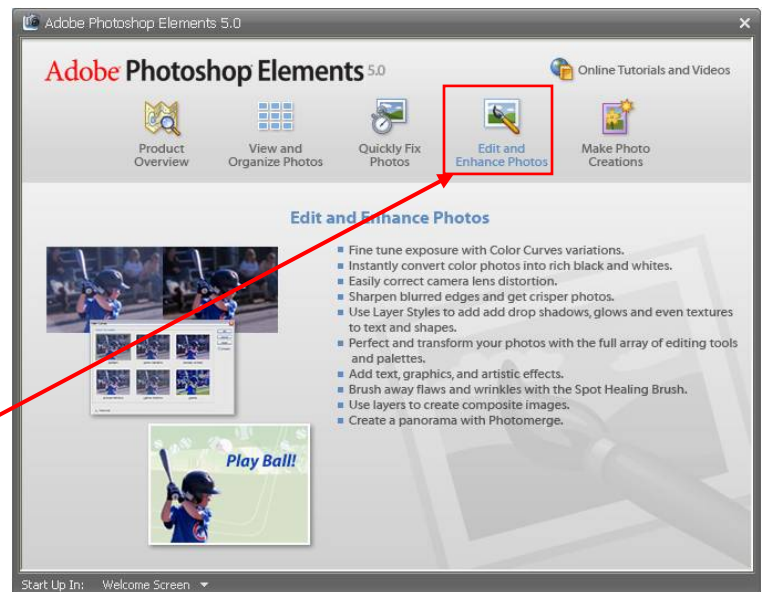 Adobe Photoshop Elements 5.0
Adobe Photoshop Elements 5.0
Online Tutorials and Videos
Product
Overview
View and
Organize Photos
Quickly Fix
Photos
Edit and
Enhance Photos
Make Photo
Creations
Edit and Enhance Photos
Fine tune exposure with Color Curves variations.
Instantly convert color photos into rich black and whites.
Easily correct camera lens distortion.
Sharpen blurred edges and get crisper photos.
Use Layer Styles to add add drop shadows, glows and even textures
to text and shapes.
Perfect and transform your photos with the full array of editing tools
and palettes.
Add text, graphics, and artistic effects.
Brush away flaws and wrinkles with the Spot Healing Brush.
Use layers to create composite images.
Create a panorama with Photomerge.
Play Ball!
Start Up In: Welcome Screen